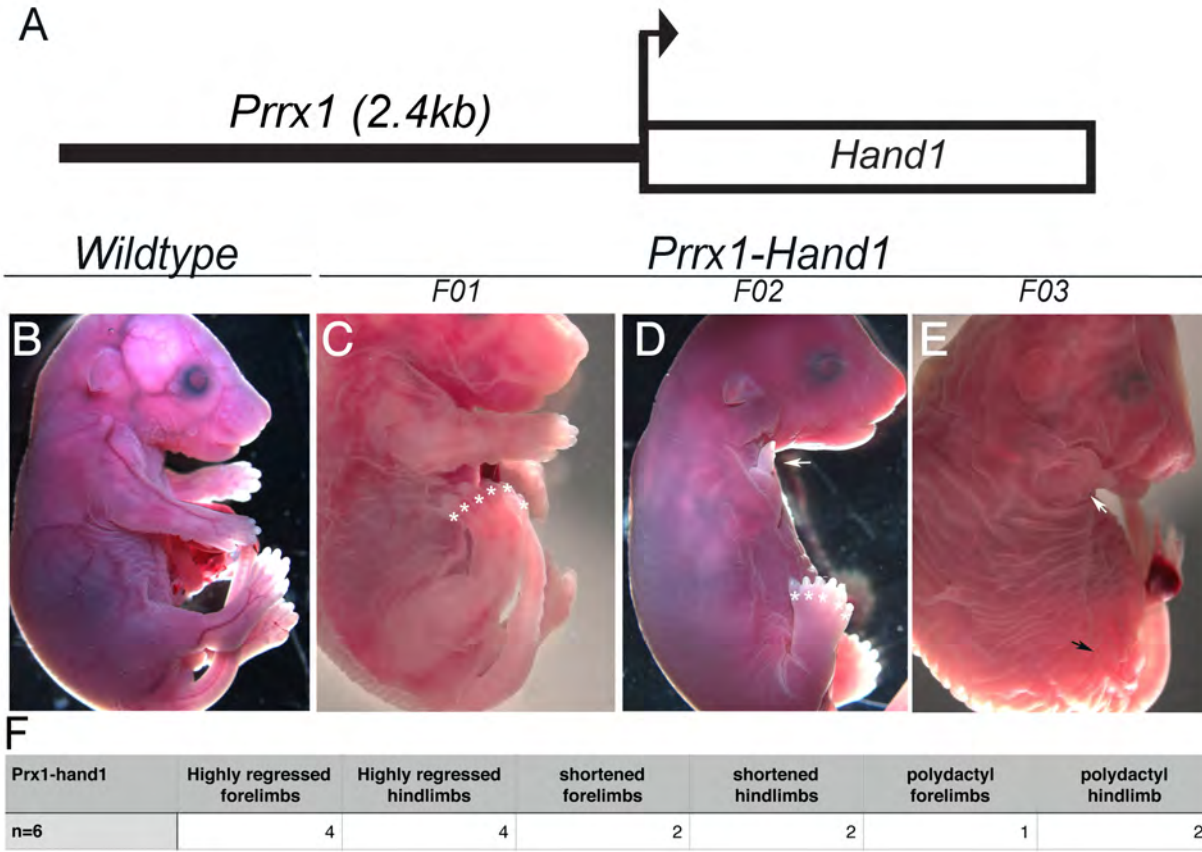 A
Prrx1 (2.4kb)
Hand1
Wildtype
Prrx1-Hand1
F01
F02
F03
B
C
D
E
* * * * * *
* * * *
F
Prx1-hand1 Highly regressed forelimbs Highly regressed hindlimbs shortened forelimbs shortened hindlimbs polydactyl forelimbs polydactyl hindlimb
n=6 4 4 2 2 1 2